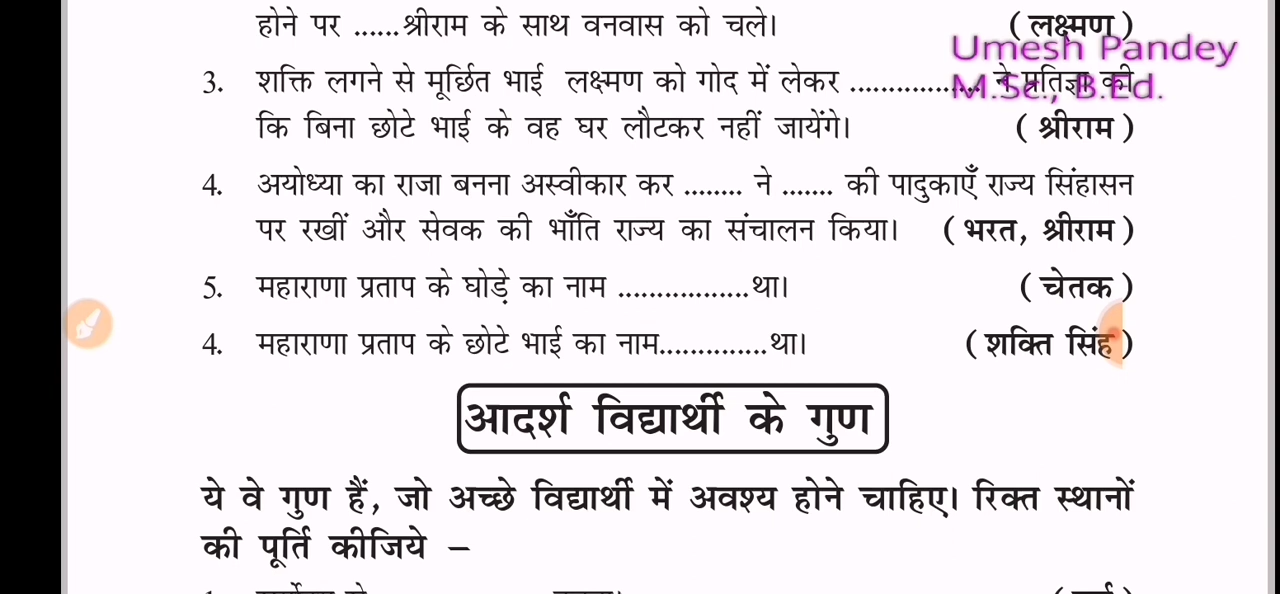 होने पर ......श्रीराम के साथ वनवास को चले। (लक्ष्मण)
Umesh Pandey
M.Sc., B.Ed.
3. शक्ति लगने से मूर्छित भाई लक्ष्मण को गोद में लेकर ................. ने प्रतिज्ञा की
कि बिना छोटे भाई के वह घर लौटकर नहीं जायेंगे। (श्रीराम)
4. अयोध्या का राजा बनना अस्वीकार कर ........ ने ....... की पादुकाएँ राज्य सिंहासन
पर रखीं और सेवक की भाँति राज्य का संचालन किया। (भरत, श्रीराम)
5. महाराणा प्रताप के घोड़े का नाम .................था। (चेतक)
4. महाराणा प्रताप के छोटे भाई का नाम..............था। (शक्ति सिंह)
आदर्श विद्यार्थी के गुण
ये वे गुण हैं, जो अच्छे विद्यार्थी में अवश्य होने चाहिए। रिक्त स्थानों
की पूर्ति कीजिये –